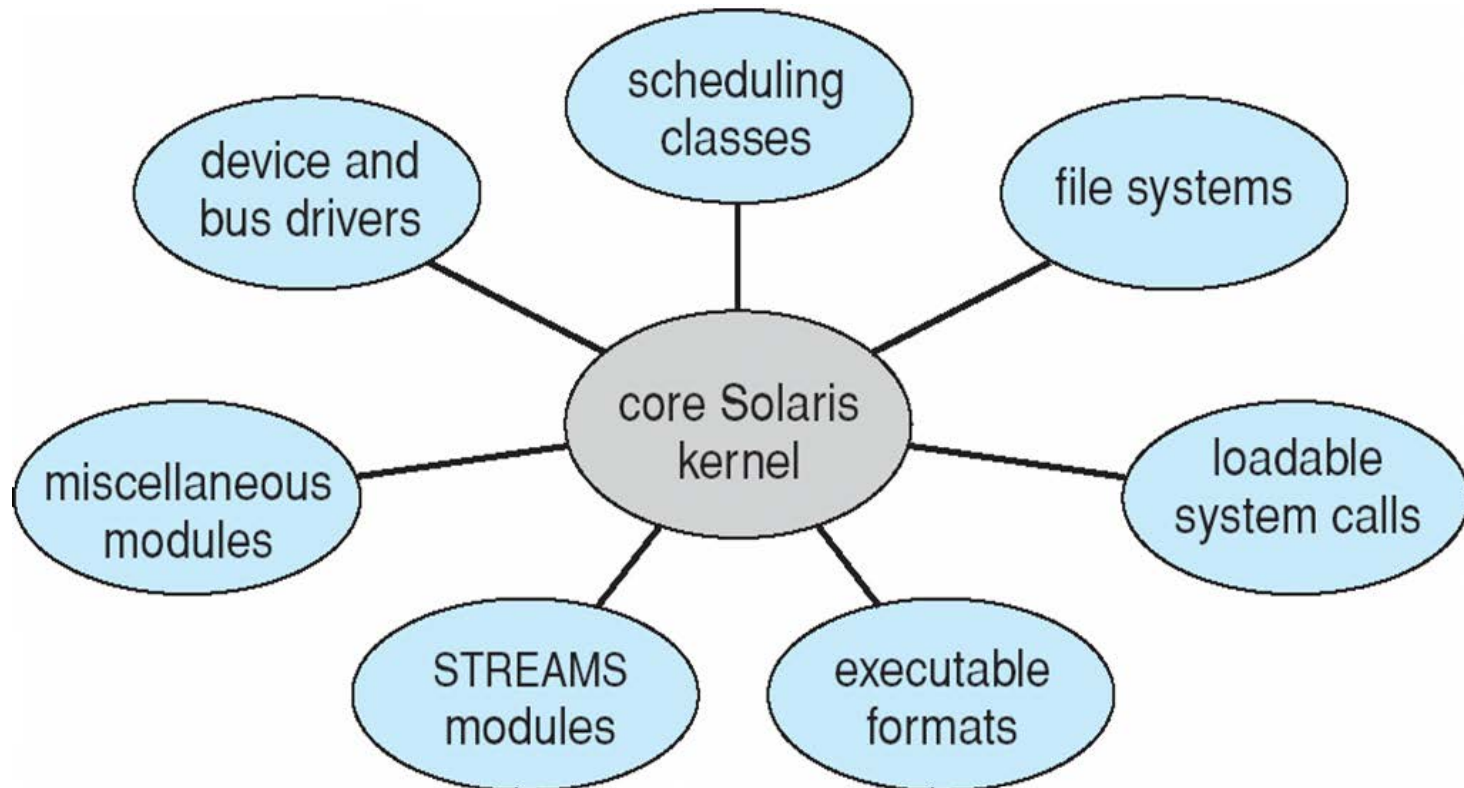 scheduling
classes
device and
bus drivers
file systems
core Solaris
kernel
miscellaneous
modules
loadable
system calls
STREAMS
modules
executable
formats